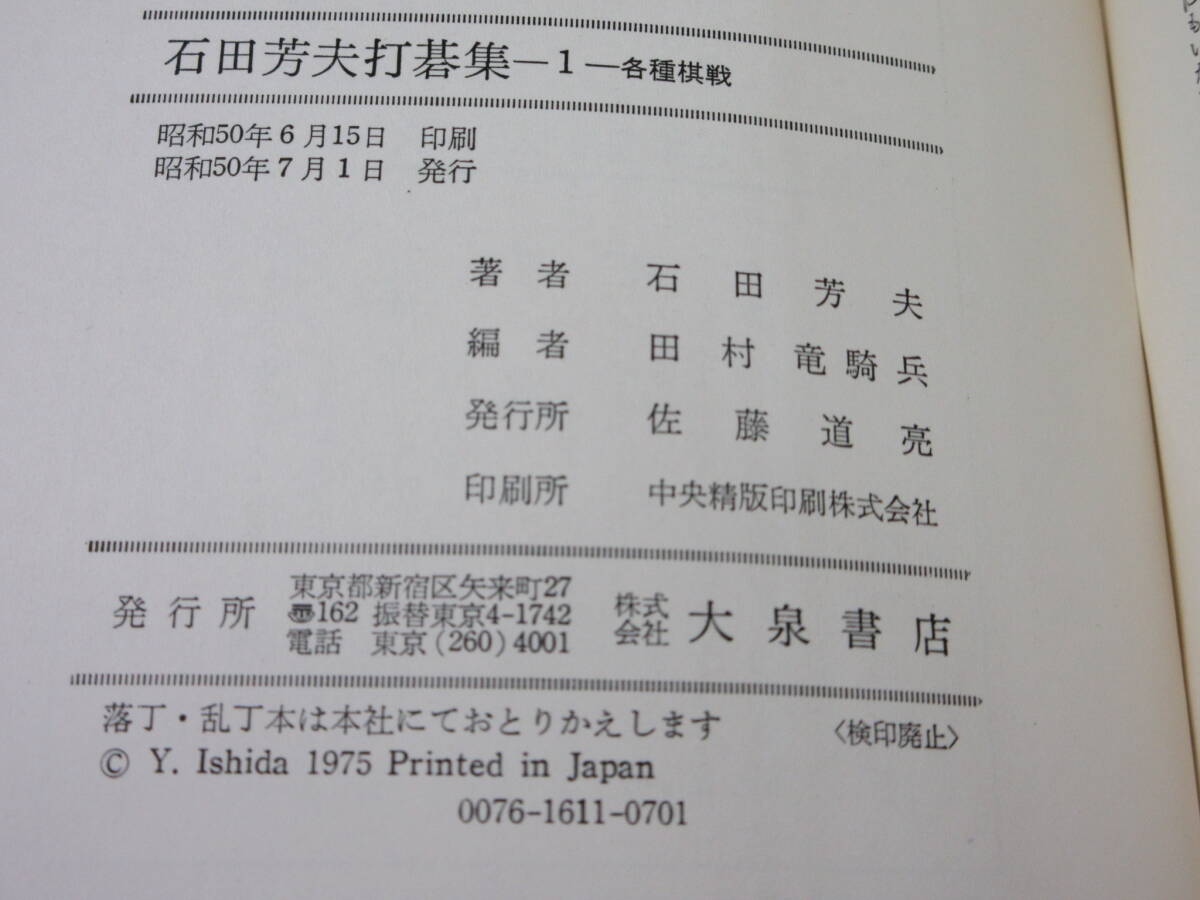 石田芳夫打碁集―1―各種棋戦
昭和50年6月15日 印刷
昭和50年7月1日 発行
著者 石田芳夫
編者 田村竜騎兵
発行所 佐藤道亮
印刷所 中央精版印刷株式会社
発行所 東京都新宿区矢来町27
〠162 振替東京4-1742
電話 東京(260)4001
株式会社 大泉書店
落丁・乱丁本は本社にておとりかえします 〈検印廃止〉
© Y. Ishida 1975 Printed in Japan
0076-1611-0701